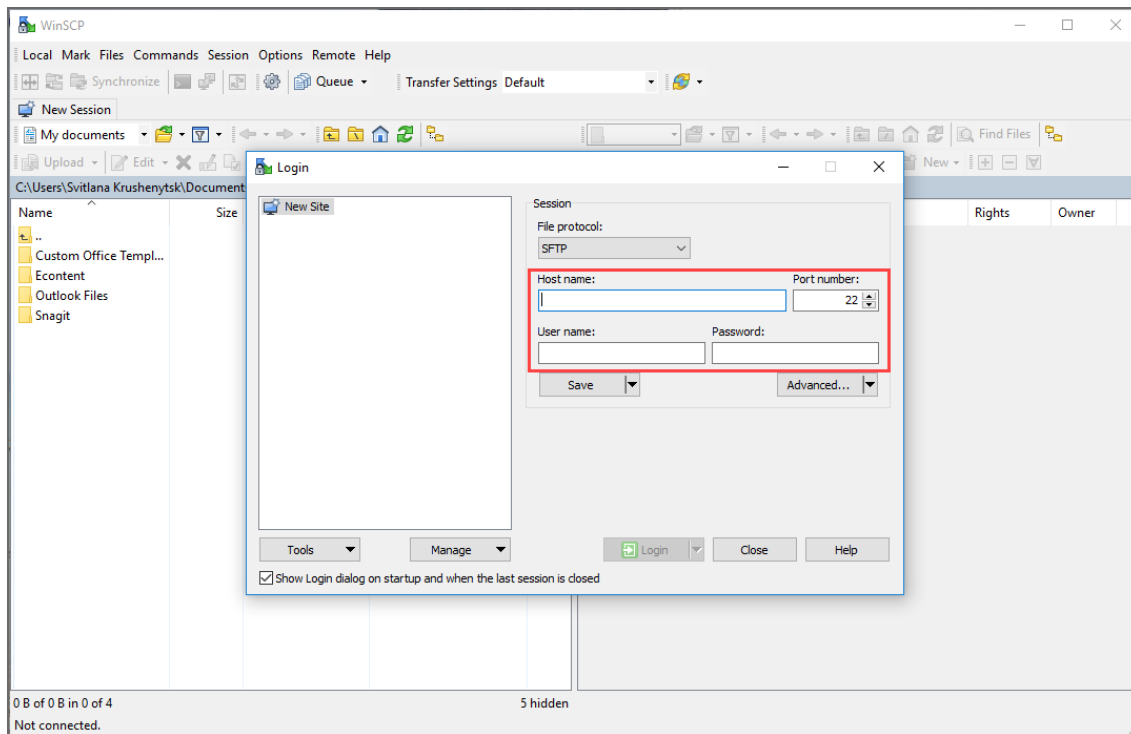 WinSCP
Local Mark Files Commands Session Options Remote Help
Synchronize Queue Transfer Settings Default
New Session
My documents Find Files
Upload Edit New
Login
C:\Users\Svitlana Krushenytsk\Document
Name Size Rights Owner
..
Custom Office Templ...
Econtent
Outlook Files
Snagit
New Site
Session
File protocol:
SFTP
Host name: Port number:
22
User name: Password:
Save Advanced...
Tools Manage Login Close Help
Show Login dialog on startup and when the last session is closed
0 B of 0 B in 0 of 4 5 hidden
Not connected.